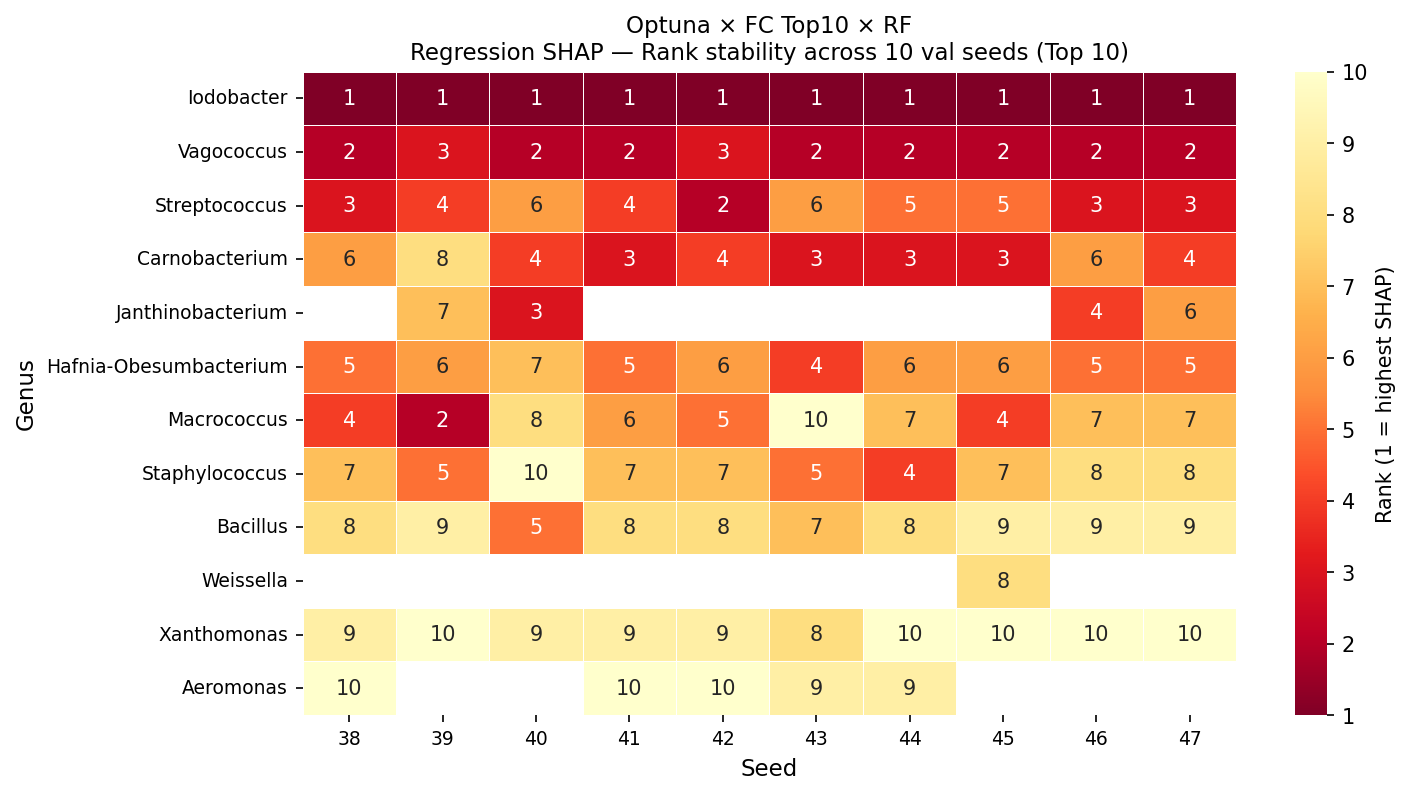 Optuna × FC Top10 × RF
Regression SHAP — Rank stability across 10 val seeds (Top 10)
Genus
Iodobacter 1 1 1 1 1 1 1 1 1 1
Vagococcus 2 3 2 2 3 2 2 2 2 2
Streptococcus 3 4 6 4 2 6 5 5 3 3
Carnobacterium 6 8 4 3 4 3 3 3 6 4
Janthinobacterium 7 3 4 6
Hafnia-Obesumbacterium 5 6 7 5 6 4 6 6 5 5
Macrococcus 4 2 8 6 5 10 7 4 7 7
Staphylococcus 7 5 10 7 7 5 4 7 8 8
Bacillus 8 9 5 8 8 7 8 9 9 9
Weissella 8
Xanthomonas 9 10 9 9 9 8 10 10 10 10
Aeromonas 10 10 10 9 9
38 39 40 41 42 43 44 45 46 47
Seed
10
9
8
7
6
5
4
3
2
1
Rank (1 = highest SHAP)